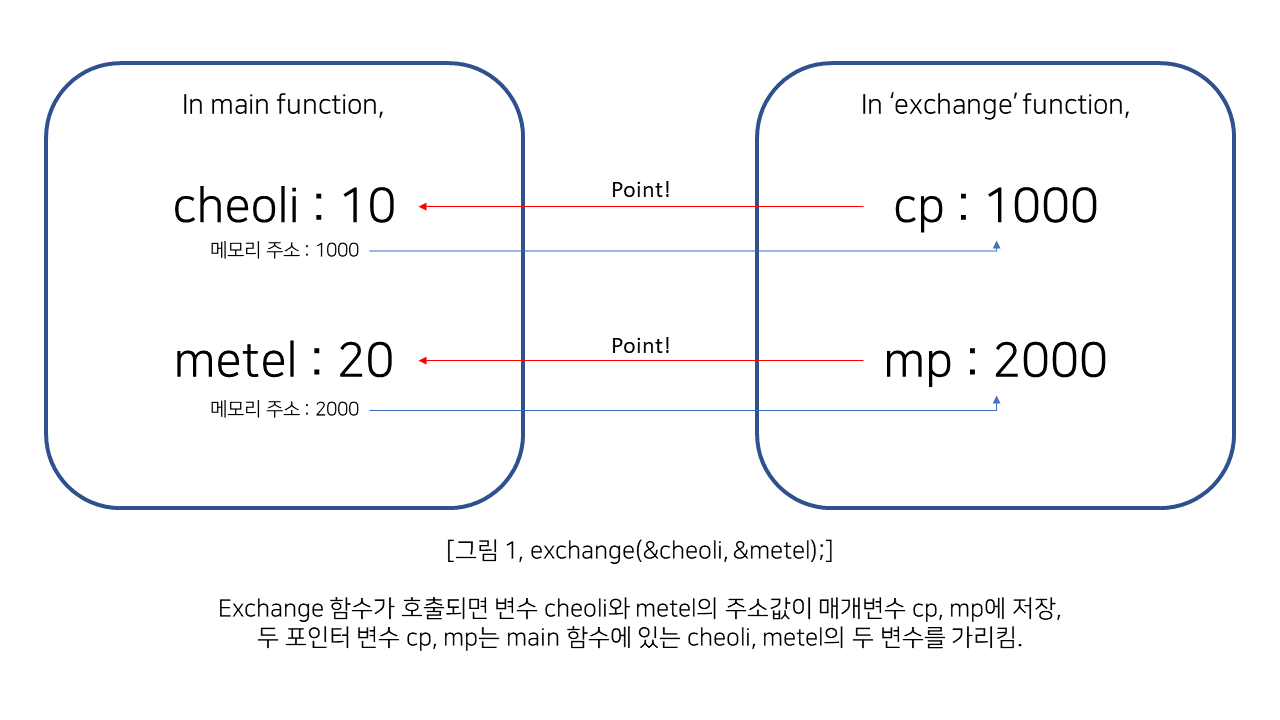 In main function,
In ‘exchange’ function,
cheoli : 10
Point!
cp : 1000
메모리 주소 : 1000
metel : 20
Point!
mp : 2000
메모리 주소 : 2000
[그림 1, exchange(&cheoli, &metel);]
Exchange 함수가 호출되면 변수 cheoli와 metel의 주소값이 매개변수 cp, mp에 저장,
두 포인터 변수 cp, mp는 main 함수에 있는 cheoli, metel의 두 변수를 가리킴.